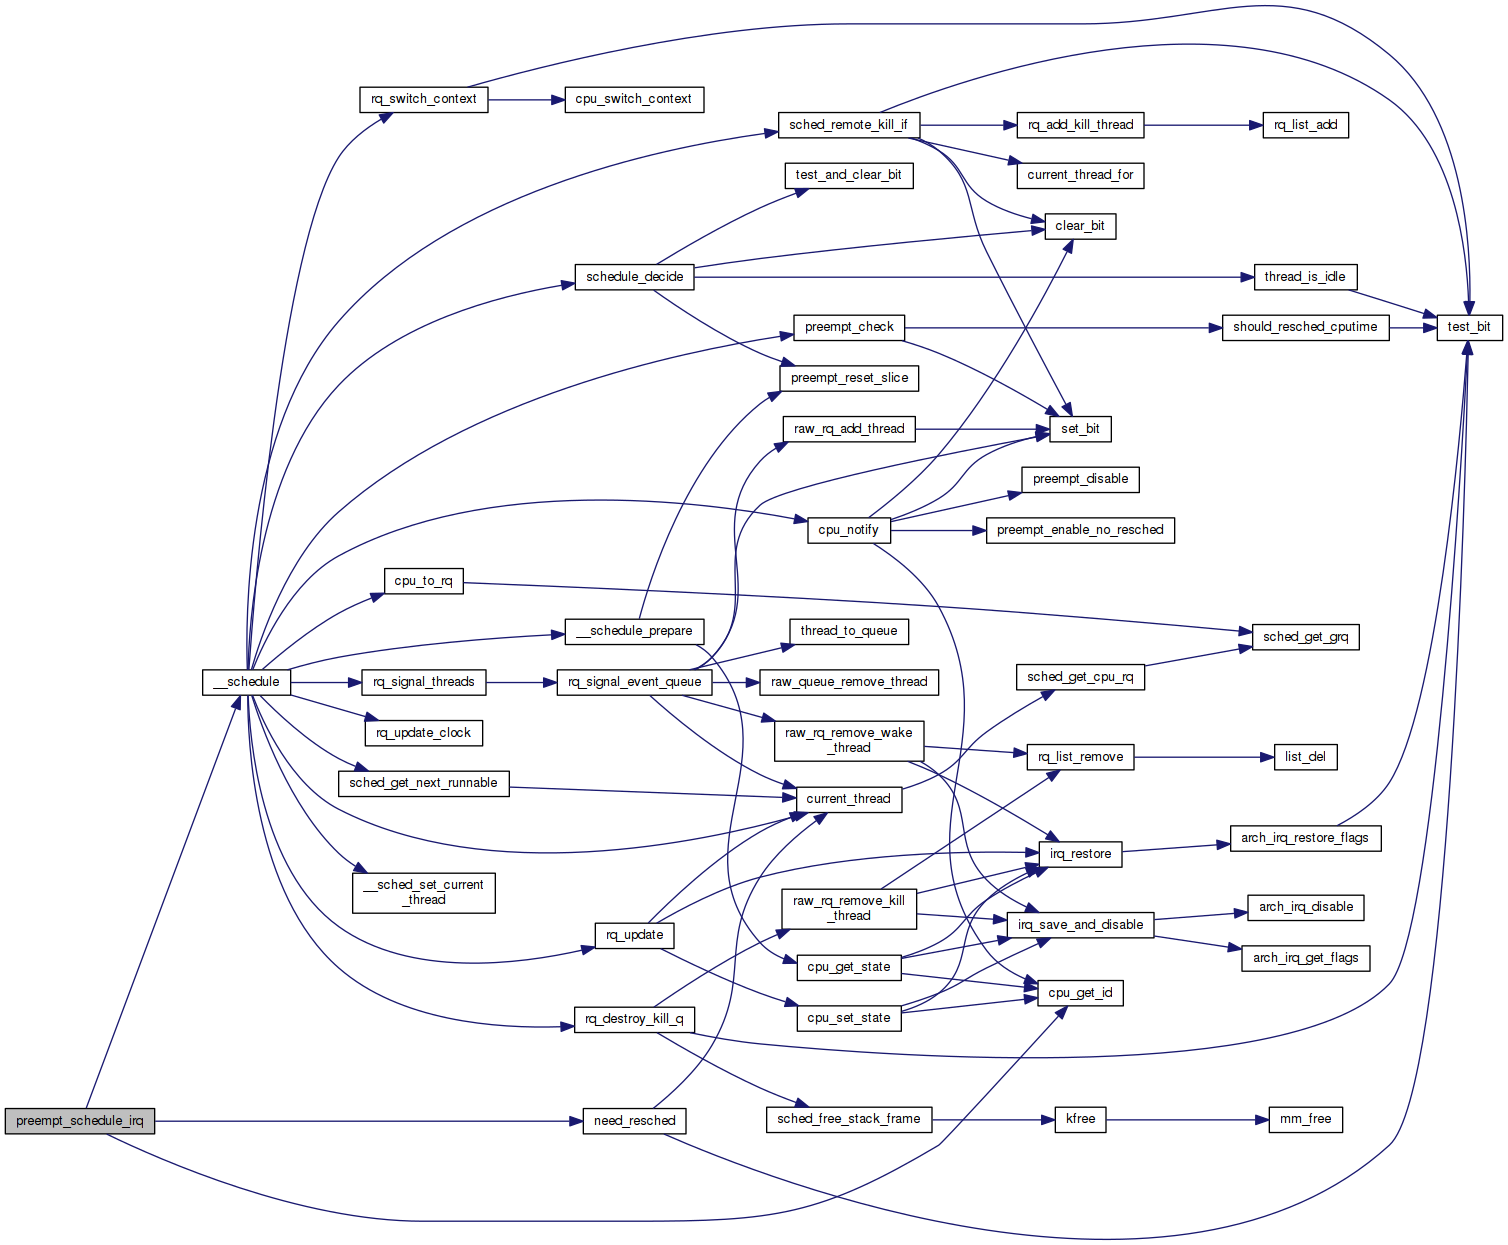 rq_switch_context
cpu_switch_context
sched_remote_kill_if
rq_add_kill_thread
rq_list_add
test_and_clear_bit
current_thread_for
clear_bit
schedule_decide
thread_is_idle
preempt_check
should_resched_cputime
test_bit
preempt_reset_slice
raw_rq_add_thread
set_bit
preempt_disable
cpu_notify
preempt_enable_no_resched
cpu_to_rq
__schedule_prepare
thread_to_queue
sched_get_grq
__schedule
rq_signal_threads
rq_signal_event_queue
raw_queue_remove_thread
sched_get_cpu_rq
rq_update_clock
raw_rq_remove_wake
_thread
rq_list_remove
list_del
sched_get_next_runnable
current_thread
arch_irq_restore_flags
irq_restore
__sched_set_current
_thread
raw_rq_remove_kill
_thread
arch_irq_disable
irq_save_and_disable
rq_update
arch_irq_get_flags
cpu_get_state
cpu_get_id
rq_destroy_kill_q
cpu_set_state
preempt_schedule_irq
need_resched
sched_free_stack_frame
kfree
mm_free